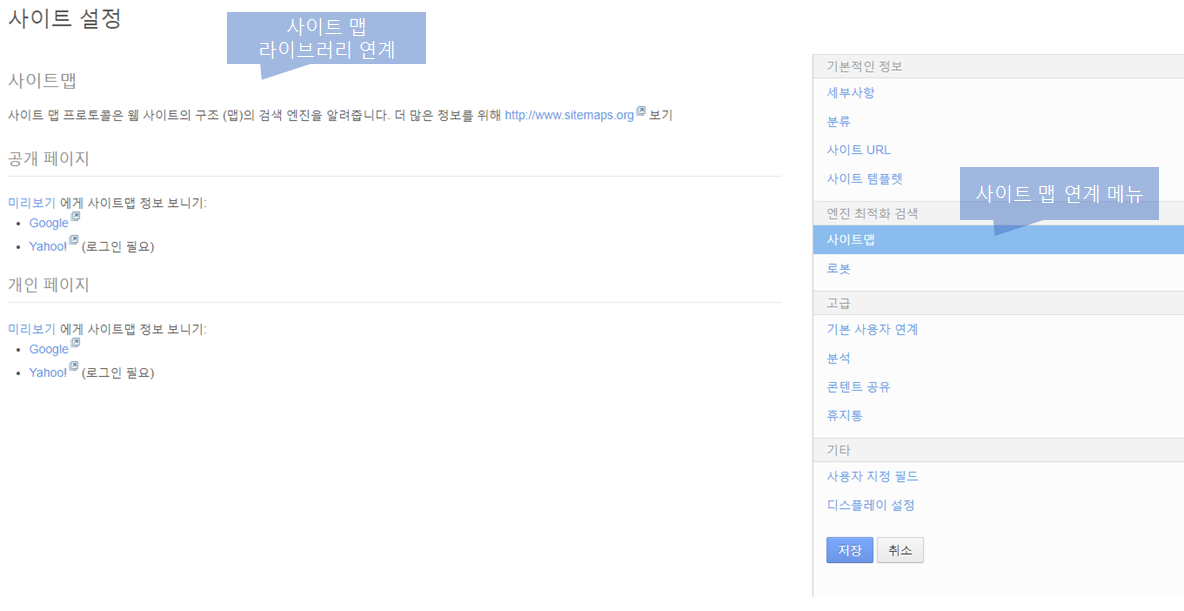 사이트 설정
사이트 맵
라이브러리 연계
사이트맵
사이트 맵 프로토콜은 웹 사이트의 구조 (맵)의 검색 엔진을 알려줍니다. 더 많은 정보를 위해 http://www.sitemaps.org 보기
공개 페이지
미리보기 에게 사이트맵 정보 보니기:
• Google
• Yahoo! (로그인 필요)
개인 페이지
미리보기 에게 사이트맵 정보 보니기:
• Google
• Yahoo! (로그인 필요)
기본적인 정보
세부사항
분류
사이트 URL
사이트 템플렛
사이트 맵 연계 메뉴
엔진 최적화 검색
사이트맵
로봇
고급
기본 사용자 연계
분석
콘텐트 공유
휴지통
기타
사용자 지정 필드
디스플레이 설정
저장 취소